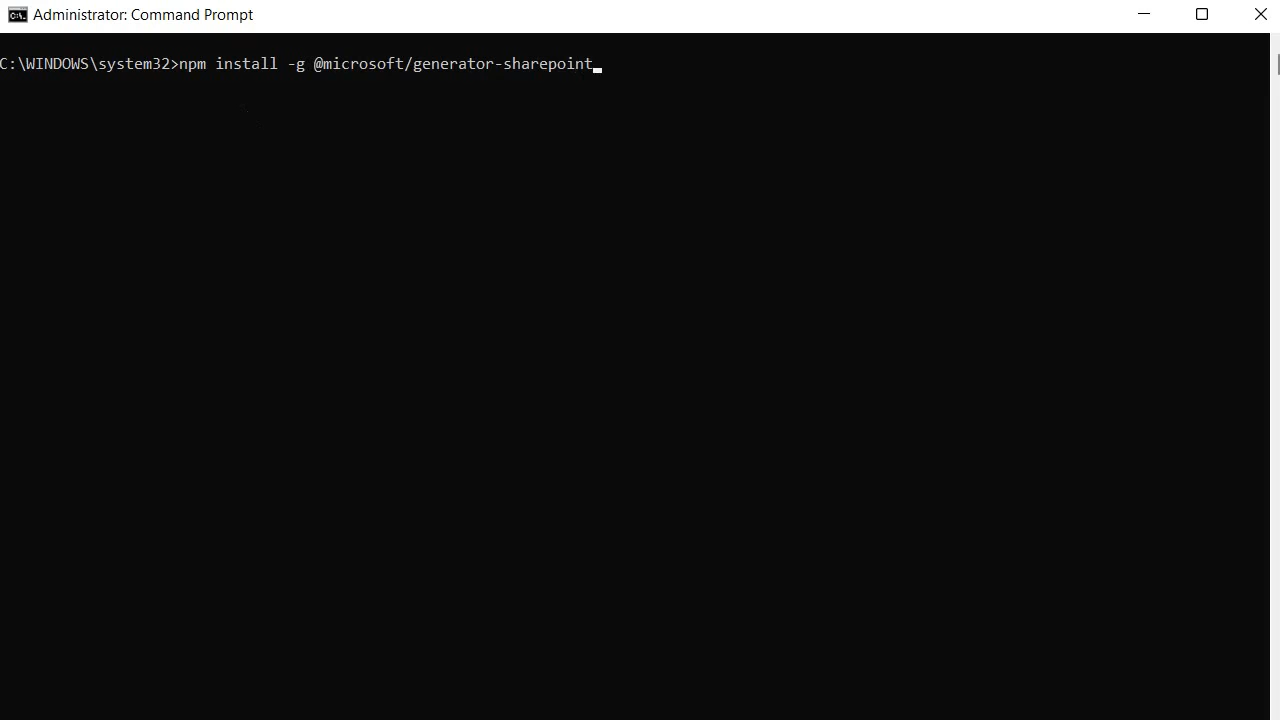 Administrator: Command Prompt
C:\WINDOWS\system32>npm install -g @microsoft/generator-sharepoint